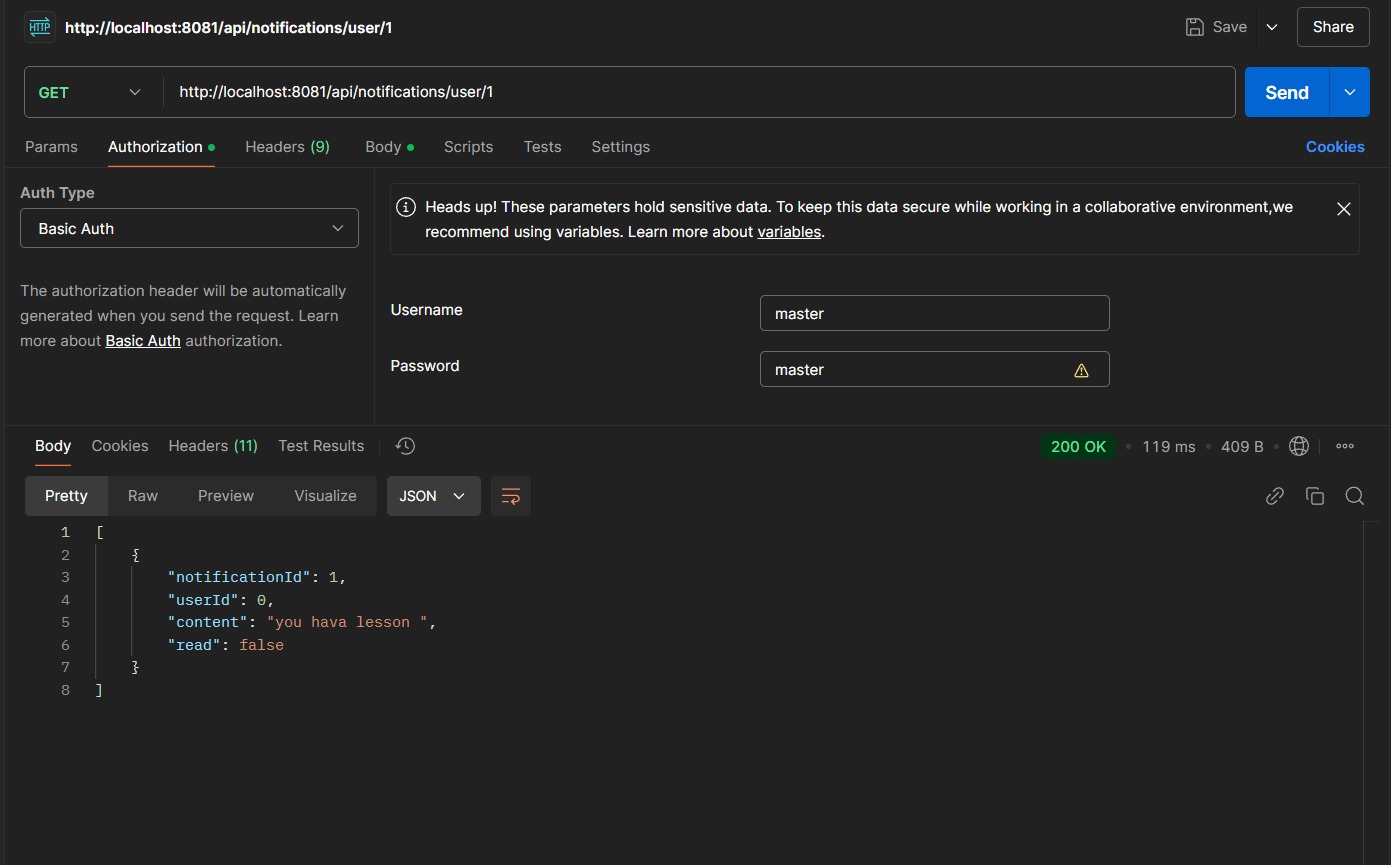 HTTP http://localhost:8081/api/notifications/user/1 Save Share
GET http://localhost:8081/api/notifications/user/1 Send
Params Authorization Headers (9) Body Scripts Tests Settings Cookies
Auth Type
Basic Auth
The authorization header will be automatically
generated when you send the request. Learn
more about Basic Auth authorization.
Heads up! These parameters hold sensitive data. To keep this data secure while working in a collaborative environment,we
recommend using variables. Learn more about variables.
Username master
Password master
Body Cookies Headers (11) Test Results 200 OK 119 ms 409 B
Pretty Raw Preview Visualize JSON
1 [
2 {
3 "notificationId": 1,
4 "userId": 0,
5 "content": "you hava lesson ",
6 "read": false
7 }
8 ]